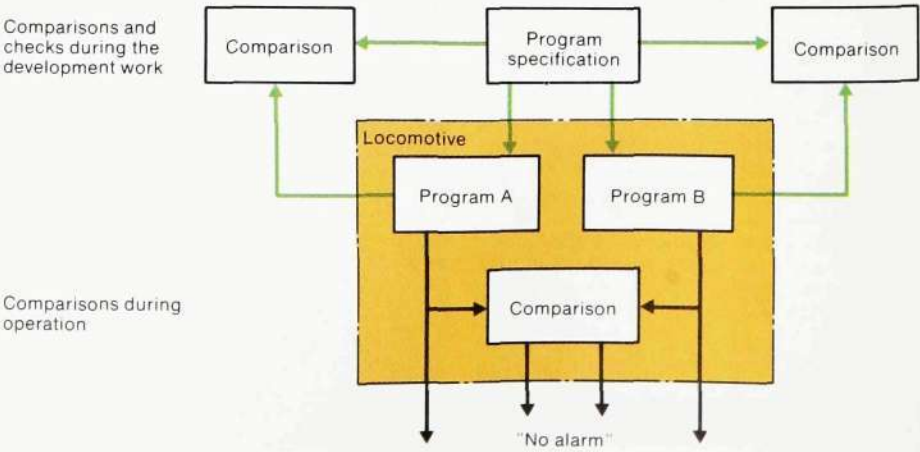 Comparisons and
checks during the
development work
Comparison
Program
specification
Comparison
Locomotive
Program A
Program B
Comparisons during
operation
Comparison
"No alarm"